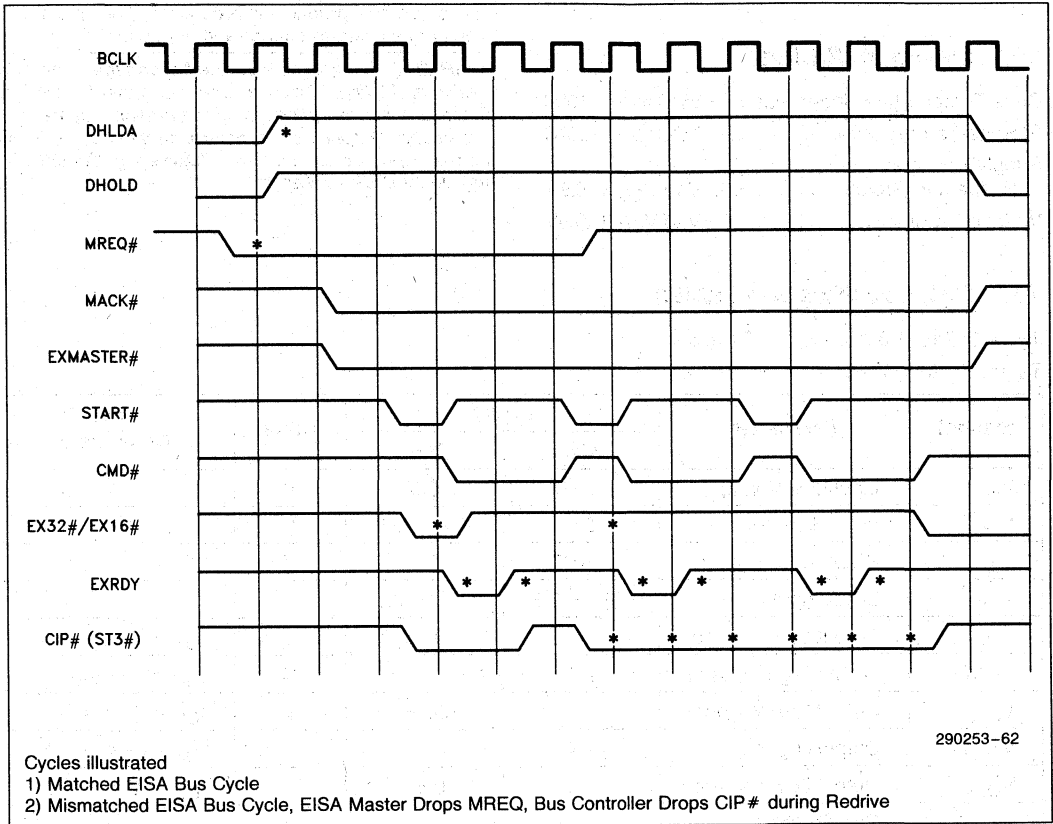 BCLK
DHLDA
*
DHOLD
MREQ#
*
MACK#
EXMASTER#
START#
CMD#
EX32#/EX16#
* *
EXRDY
* * * * * *
CIP# (ST3#)
* * * * * *
290253–62
Cycles illustrated
1) Matched EISA Bus Cycle
2) Mismatched EISA Bus Cycle, EISA Master Drops MREQ, Bus Controller Drops CIP# during Redrive